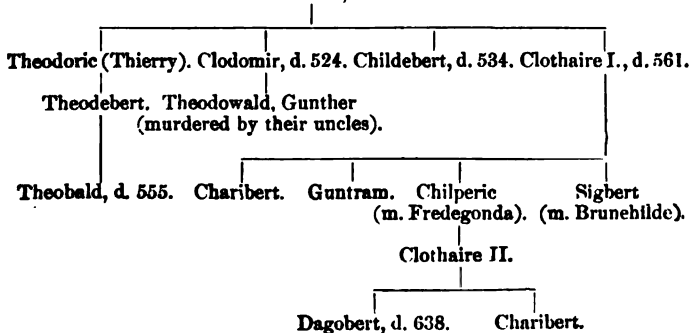 Theodoric (Thierry). Clodomir, d. 524. Childebert, d. 534. Clothaire I., d. 561.
Theodebert. Theodowald, Gunther
(murdered by their uncles).
Theobald, d. 555. Charibert. Guntram. Chilperic Sigbert
(m. Fredegonda). (m. Brunehilde).
Clothaire II.
Dagobert, d. 638. Charibert.